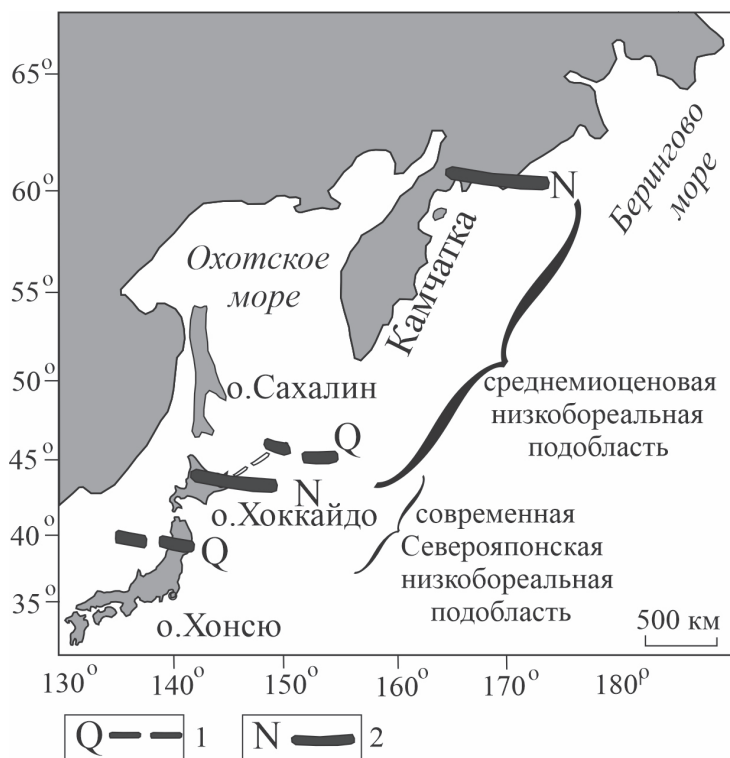 65°
60°
55°
50°
45°
40°
35°
Берингово
море
N
Охотское
море
Камчатка
среднемиоценовая
низкобореальная
подобласть
о.Сахалин
Q
N
о.Хоккайдо
современная
Северояпонская
низкобореальная
подобласть
Q
о.Хонсю
500 км
130° 140° 150° 160° 170° 180°
Q 1 N 2